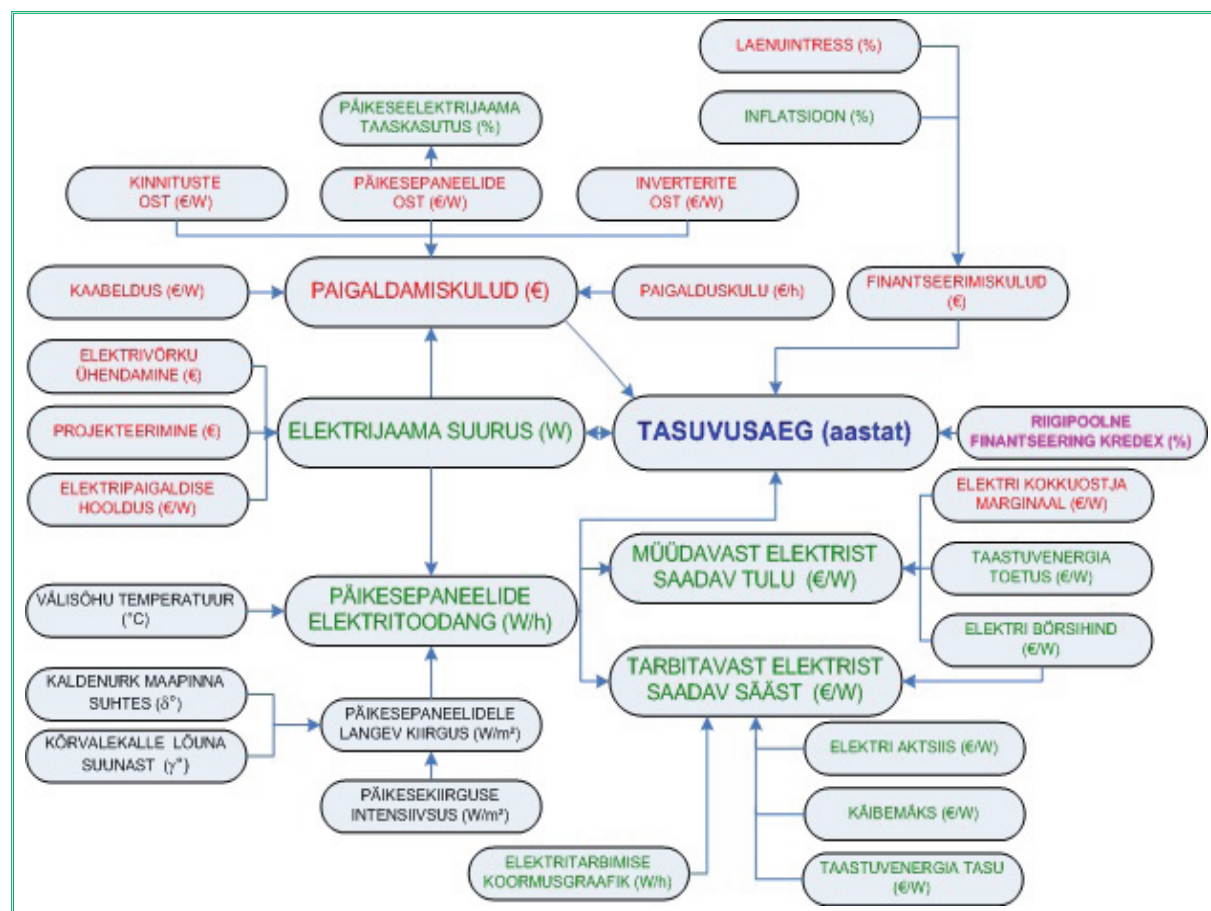 LAENUINTRESS (%)
PÄIKESEELEKTRIJAAMA
TAASKASUTUS (%)
INFLATSIOON (%)
KINNITUSTE
OST (€/W)
PÄIKESEPANEELIDE
OST (€/W)
INVERTERITE
OST (€/W)
KAABELDUS (€/W)
PAIGALDAMISKULUD (€)
PAIGALDUSKULU (€/h)
FINANTSEERIMISKULUD
(€)
ELEKTRIVÕRKU
ÜHENDAMINE (€)
PROJEKTEERIMINE (€)
ELEKTRIPAIGALDISE
HOOLDUS (€/W)
ELEKTRIJAAMA SUURUS (W)
TASUVUSAEG (aastat)
RIIGIPOOLNE
FINANTSEERING KREDEX (%)
ELEKTRI KOKKUOSTJA
MARGINAAL (€/W)
MÜÜDAVAST ELEKTRIST
SAADAV TULU (€/W)
TAASTUVENERGIA
TOETUS (€/W)
VÄLISÕHU TEMPERATUUR
(°C)
PÄIKESEPANEELIDE
ELEKTRITOODANG (W/h)
ELEKTRI BÖRSIHIND
(€/W)
TARBITAVAST ELEKTRIST
SAADAV SÄÄST (€/W)
KALDENURK MAAPINNA
SUHTES (δ°)
KÕRVALEKALLE LÕUNA
SUUNAST (γ°)
PÄIKESEPANEELIDELE
LANGEV KIIRGUS (W/m²)
PÄIKESEKIIRGUSE
INTENSIIVSUS (W/m²)
ELEKTRI AKTSIIS (€/W)
KÄIBEMÄKS (€/W)
ELEKTRITARBIMISE
KOORMUSGRAAFIK (W/h)
TAASTUVENERGIA TASU
(€/W)